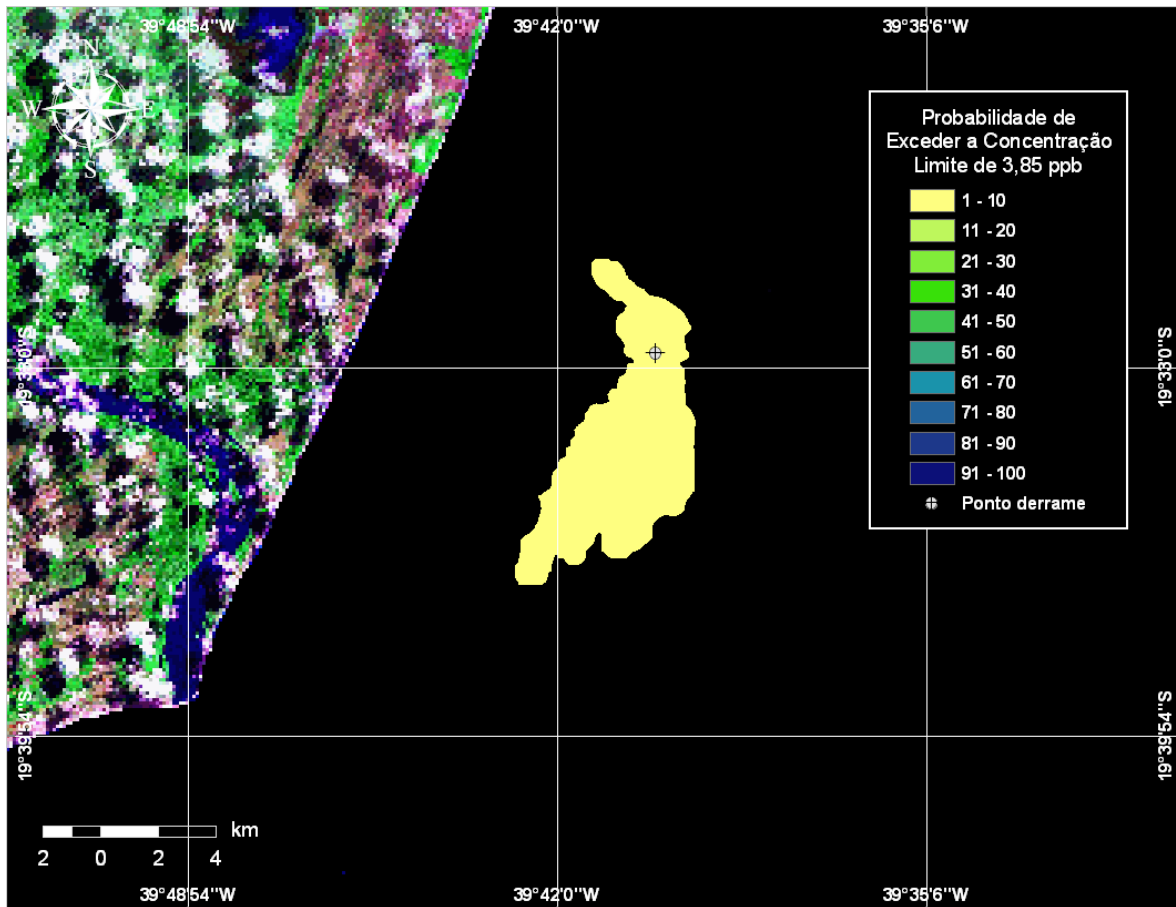 39°48'54"W
39°42'0"W
39°35'6"W
N
W
E
S
Probabilidade de
Exceder a Concentração
Limite de 3,85 ppb
1 - 10
11 - 20
21 - 30
31 - 40
41 - 50
51 - 60
61 - 70
71 - 80
81 - 90
91 - 100
Ponto derrame
19°33'0"S
19°33'0"S
19°39'54"S
19°39'54"S
km
2 0 2 4
39°48'54"W
39°42'0"W
39°35'6"W